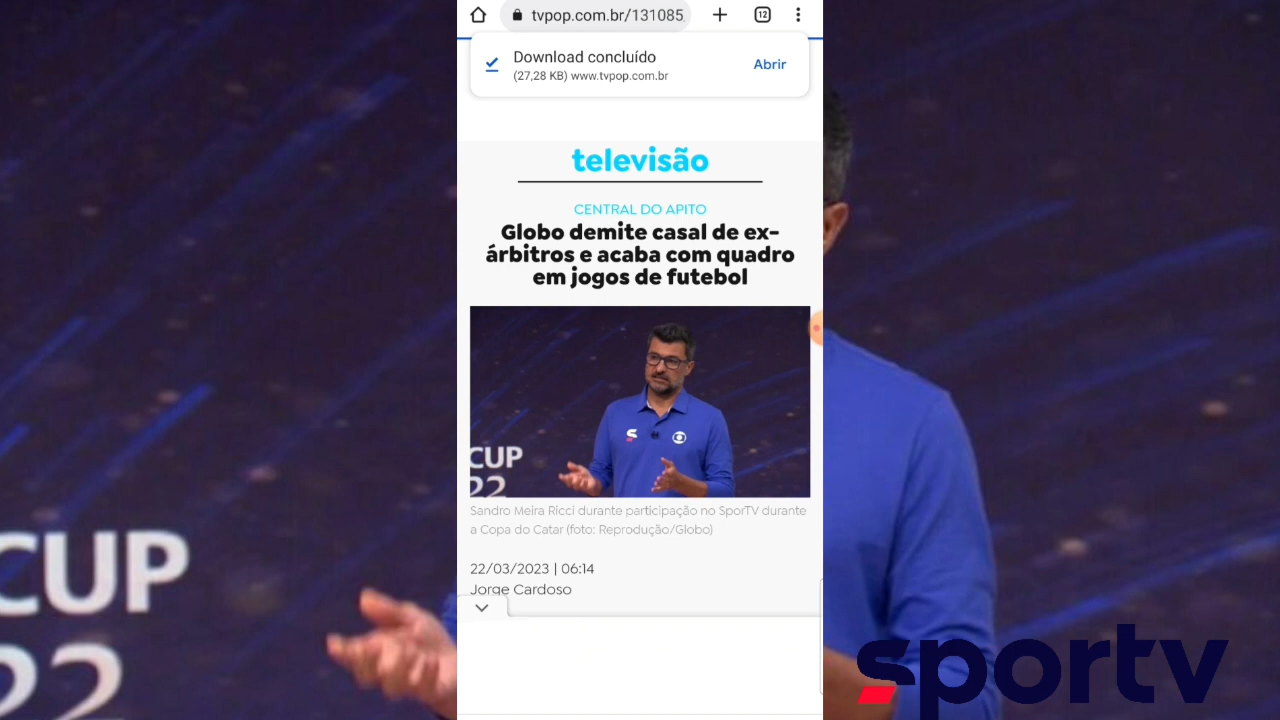 tvpop.com.br/131085
12
Download concluído
(27,28 KB) www.tvpop.com.br
Abrir
televisão
CENTRAL DO APITO
Globo demite casal de ex-
árbitros e acaba com quadro
em jogos de futebol
CUP
22
Sandro Meira Ricci durante participação no SporTV durante
a Copa do Catar (foto: Reprodução/Globo)
22/03/2023 | 06:14
Jorge Cardoso
CUP
22
sportv